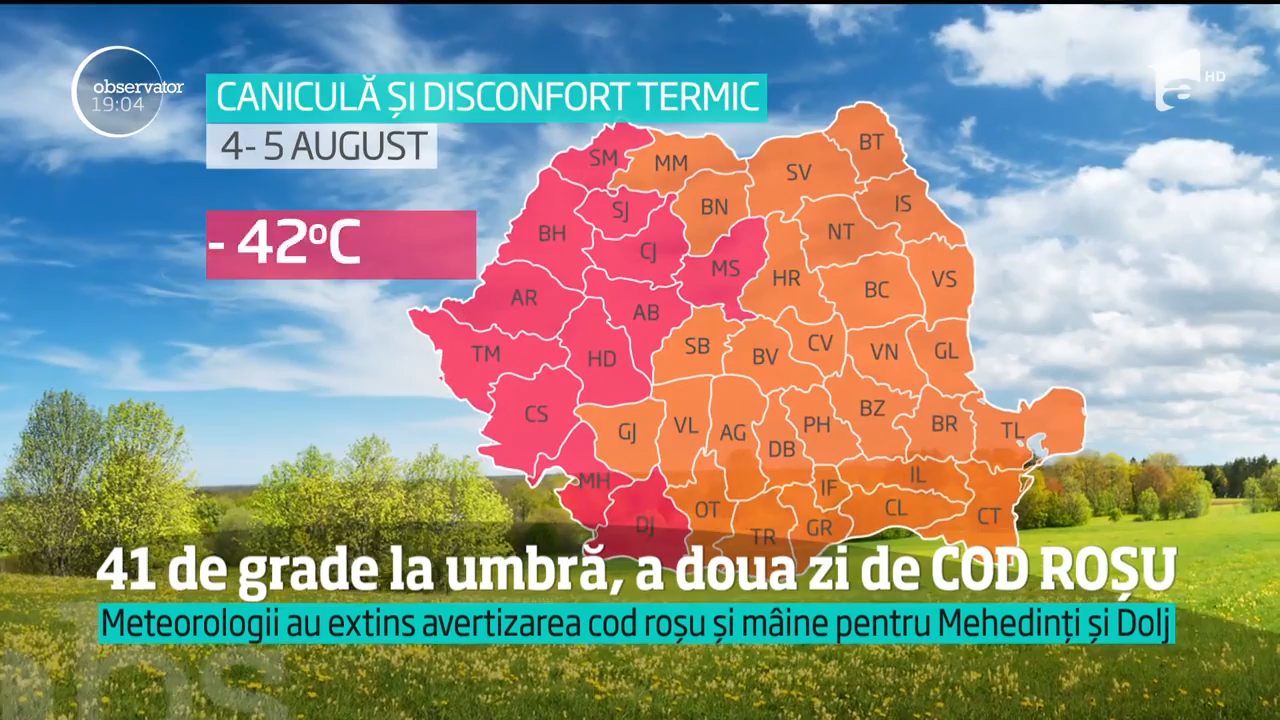 observator
19:04
HD
CANICULĂ ȘI DISCONFORT TERMIC
4-5 AUGUST
- 42ºC
SM
MM
SV
BT
SJ
BN
IS
BH
CJ
NT
MS
HR
BC
VS
AR
AB
TM
HD
SB
BV
CV
VN
GL
CS
GJ
VL
AG
DB
PH
BZ
BR
TL
MH
DJ
OT
TR
IF
GR
IL
CL
CT
41 de grade la umbră, a doua zi de COD ROȘU
Meteorologii au extins avertizarea cod roșu și mâine pentru Mehedinți și Dolj